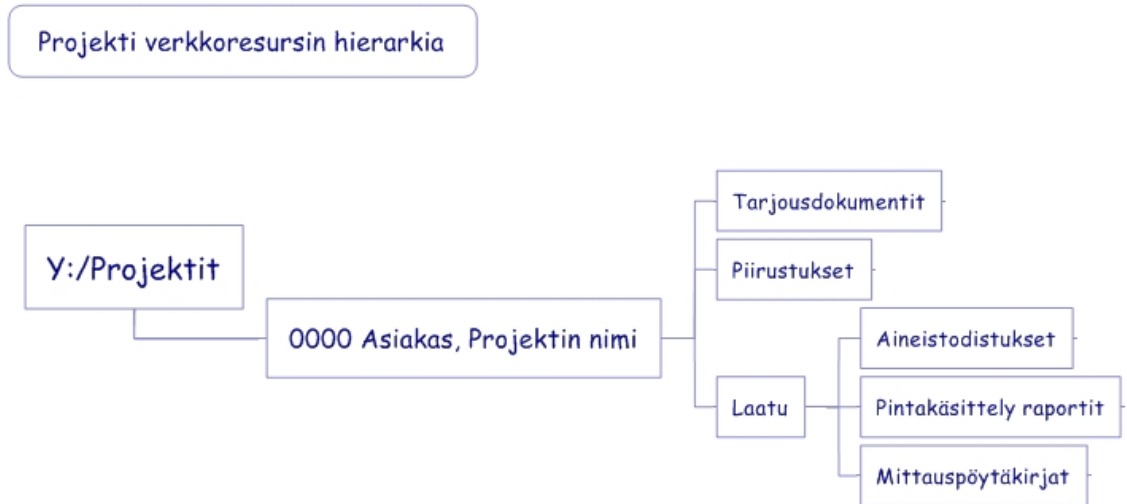 Projekti verkkoresursin hierarkia
Tarjousdokumentit
Y:/Projektit
Piirustukset
0000 Asiakas, Projektin nimi
Aineistodistukset
Laatu
Pintakäsittely raportit
Mittauspöytäkirjat